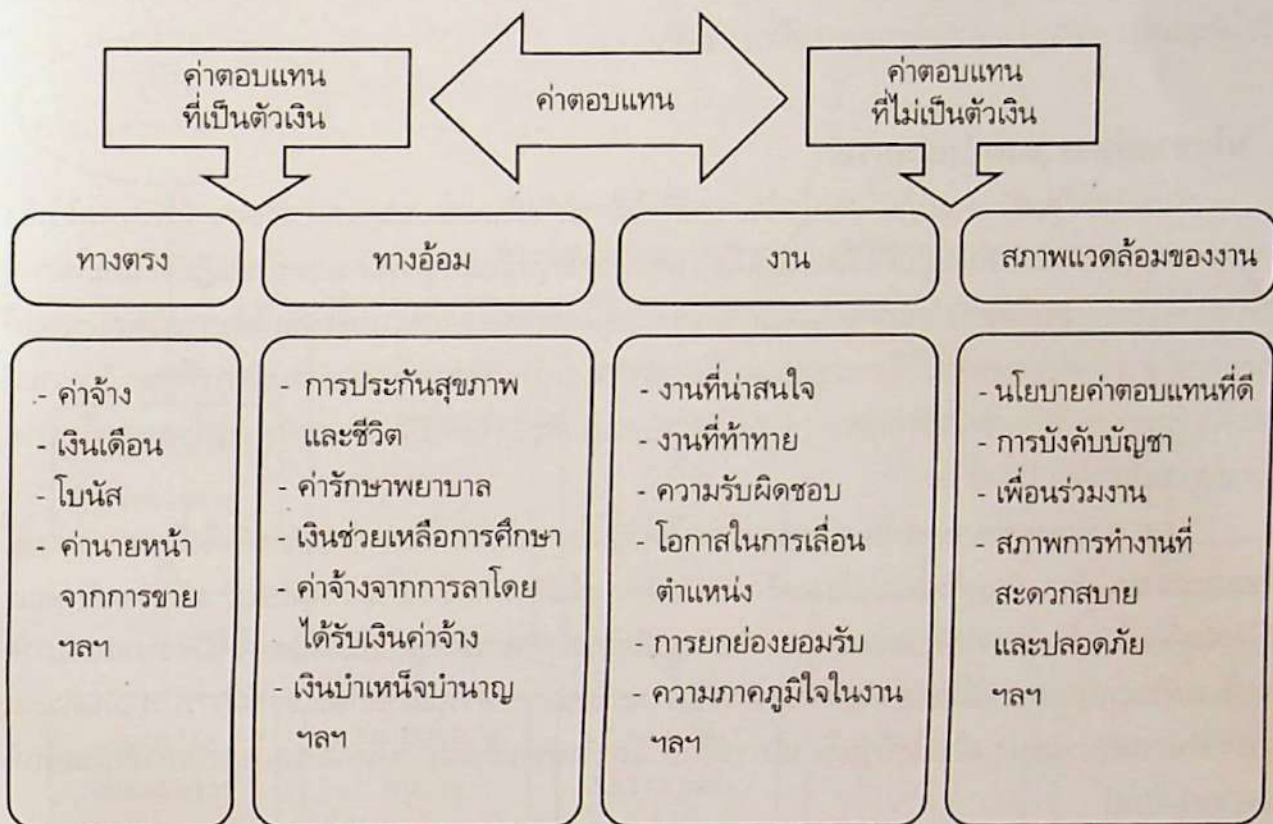 ค่าตอบแทน
ที่เป็นตัวเงิน
ค่าตอบแทน
ค่าตอบแทน
ที่ไม่เป็นตัวเงิน
ทางตรง
ทางอ้อม
งาน
สภาพแวดล้อมของงาน
- ค่าจ้าง
- เงินเดือน
- โบนัส
- ค่านายหน้า
จากการขาย
ฯลฯ
- การประกันสุขภาพ
และชีวิต
- ค่ารักษาพยาบาล
- เงินช่วยเหลือการศึกษา
- ค่าจ้างจากการลาโดย
ได้รับเงินค่าจ้าง
- เงินบำเหน็จบำนาญ
ฯลฯ
- งานที่น่าสนใจ
- งานที่ท้าทาย
- ความรับผิดชอบ
- โอกาสในการเลื่อน
ตำแหน่ง
- การยกย่องยอมรับ
- ความภาคภูมิใจในงาน
ฯลฯ
- นโยบายค่าตอบแทนที่ดี
- การบังคับบัญชา
- เพื่อนร่วมงาน
- สภาพการทำงานที่
สะดวกสบาย
และปลอดภัย
ฯลฯ